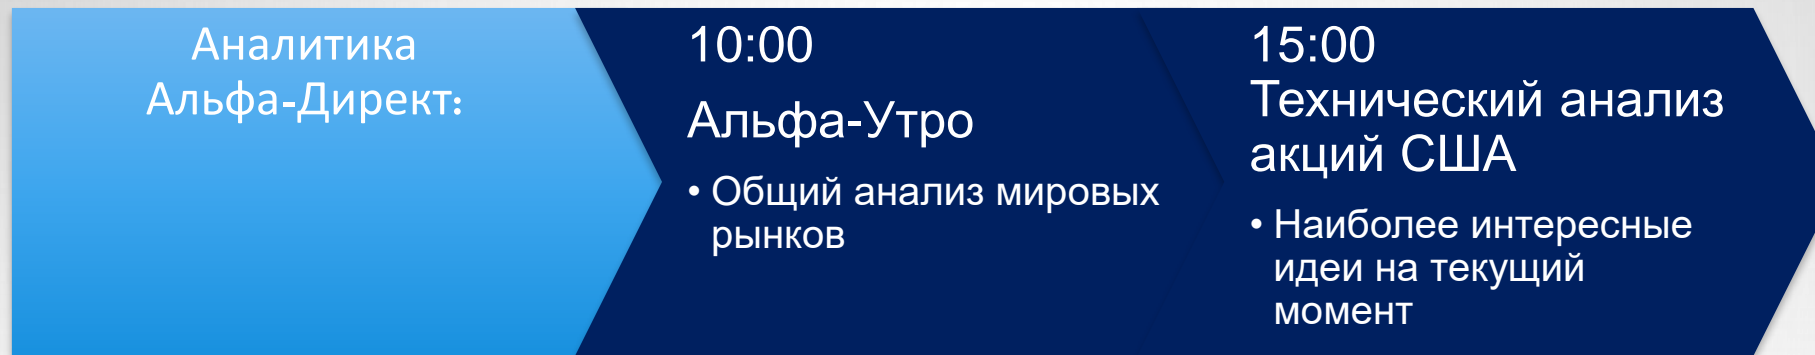 Аналитика
Альфа-Директ:
10:00
Альфа-Утро
• Общий анализ мировых
рынков
15:00
Технический анализ
акций США
• Наиболее интересные
идеи на текущий
момент